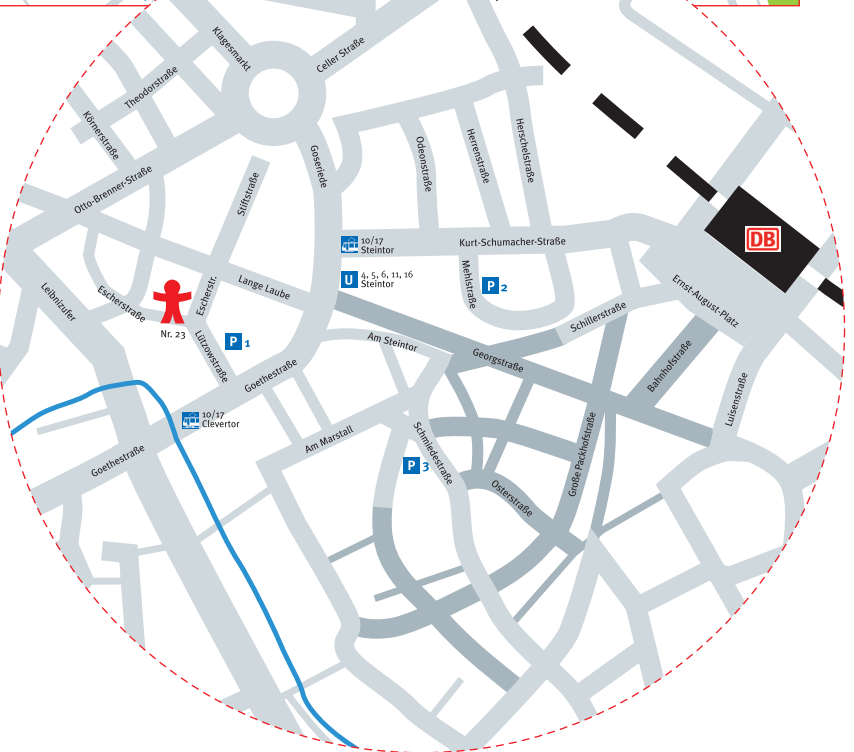 Klagesmarkt
Celler Straße
Theodorstraße
Körnerstraße
Otto-Brenner-Straße
Goseriede
Stiftstraße
Odeonstraße
Herrenstraße
Herschelstraße
10/17
Steintor
Kurt-Schumacher-Straße
DB
U 4, 5, 6, 11, 16
Steintor
Mehlstraße
P 2
Ernst-August-Platz
Leibnizufer
Escherstraße
Escherstr.
Lange Laube
Nr. 23
Lützowstraße
P 1
Am Steintor
Schillerstraße
Georgstraße
Bahnhofstraße
Luisenstraße
Goethestraße
10/17
Clevertor
Goethestraße
Am Marstall
Schmiedestraße
P 3
Große Packhofstraße
Osterstraße